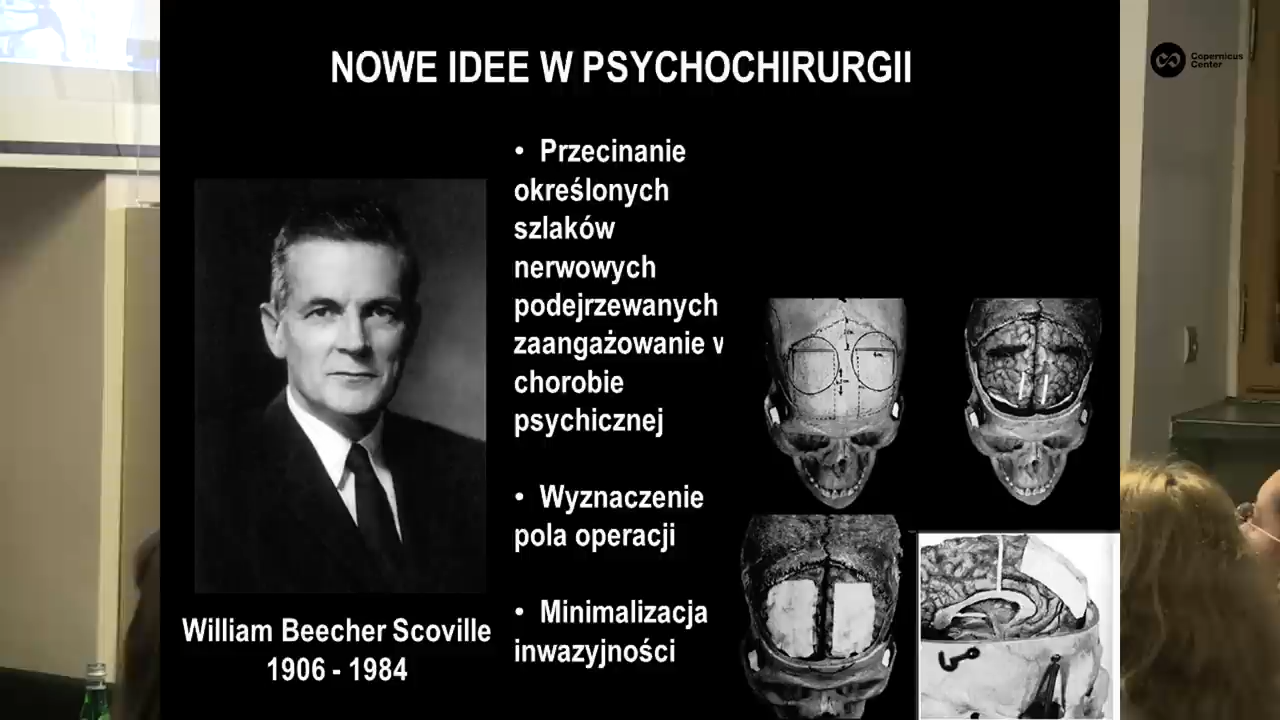 NOWE IDEE W PSYCHOCHIRURGII
Copernicus
Center
• Przecinanie
określonych
szlaków
nerwowych
podejrzewanych
zaangażowanie w
chorobie
psychicznej
• Wyznaczenie
pola operacji
• Minimalizacja
inwazyjności
William Beecher Scoville
1906 - 1984